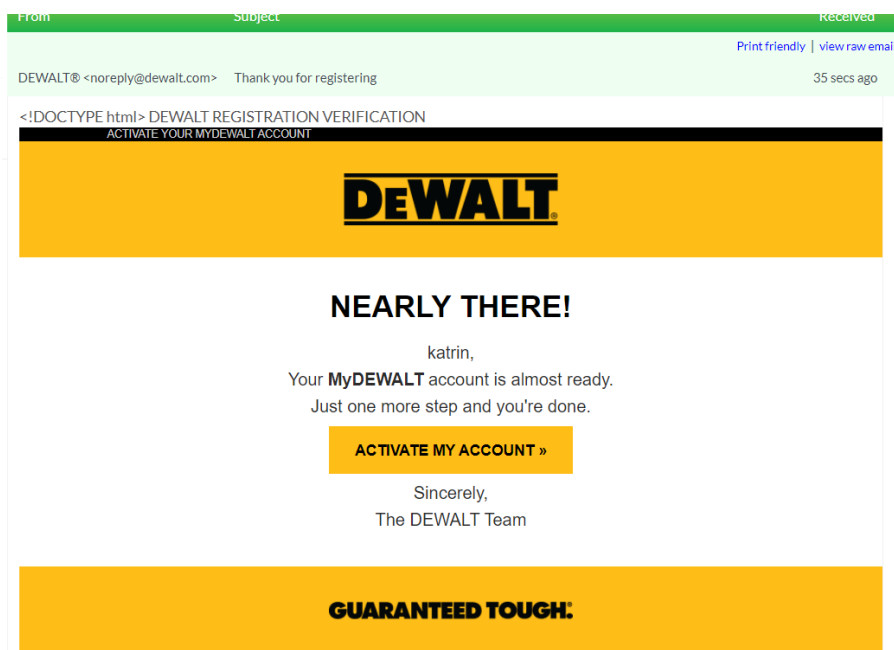 From Subject Received
Print friendly | view raw emai
DEWALT® <noreply@dewalt.com> Thank you for registering 35 secs ago
<!DOCTYPE html> DEWALT REGISTRATION VERIFICATION
ACTIVATE YOUR MYDEWALT ACCOUNT
DEWALT®
NEARLY THERE!
katrin,
Your MyDEWALT account is almost ready.
Just one more step and you're done.
ACTIVATE MY ACCOUNT »
Sincerely,
The DEWALT Team
GUARANTEED TOUGH.®